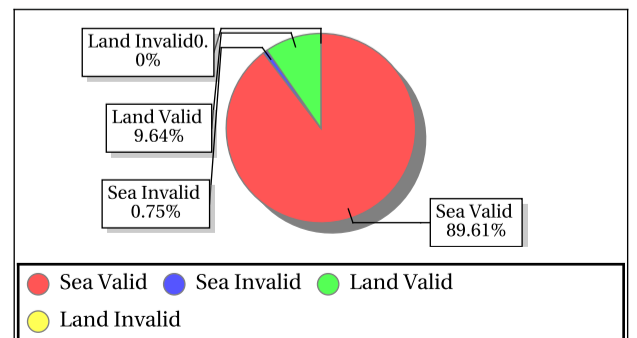 Land Invalid0.
0%
Land Valid
9.64%
Sea Invalid
0.75%
Sea Valid
89.61%
Sea Valid Sea Invalid Land Valid
Land Invalid